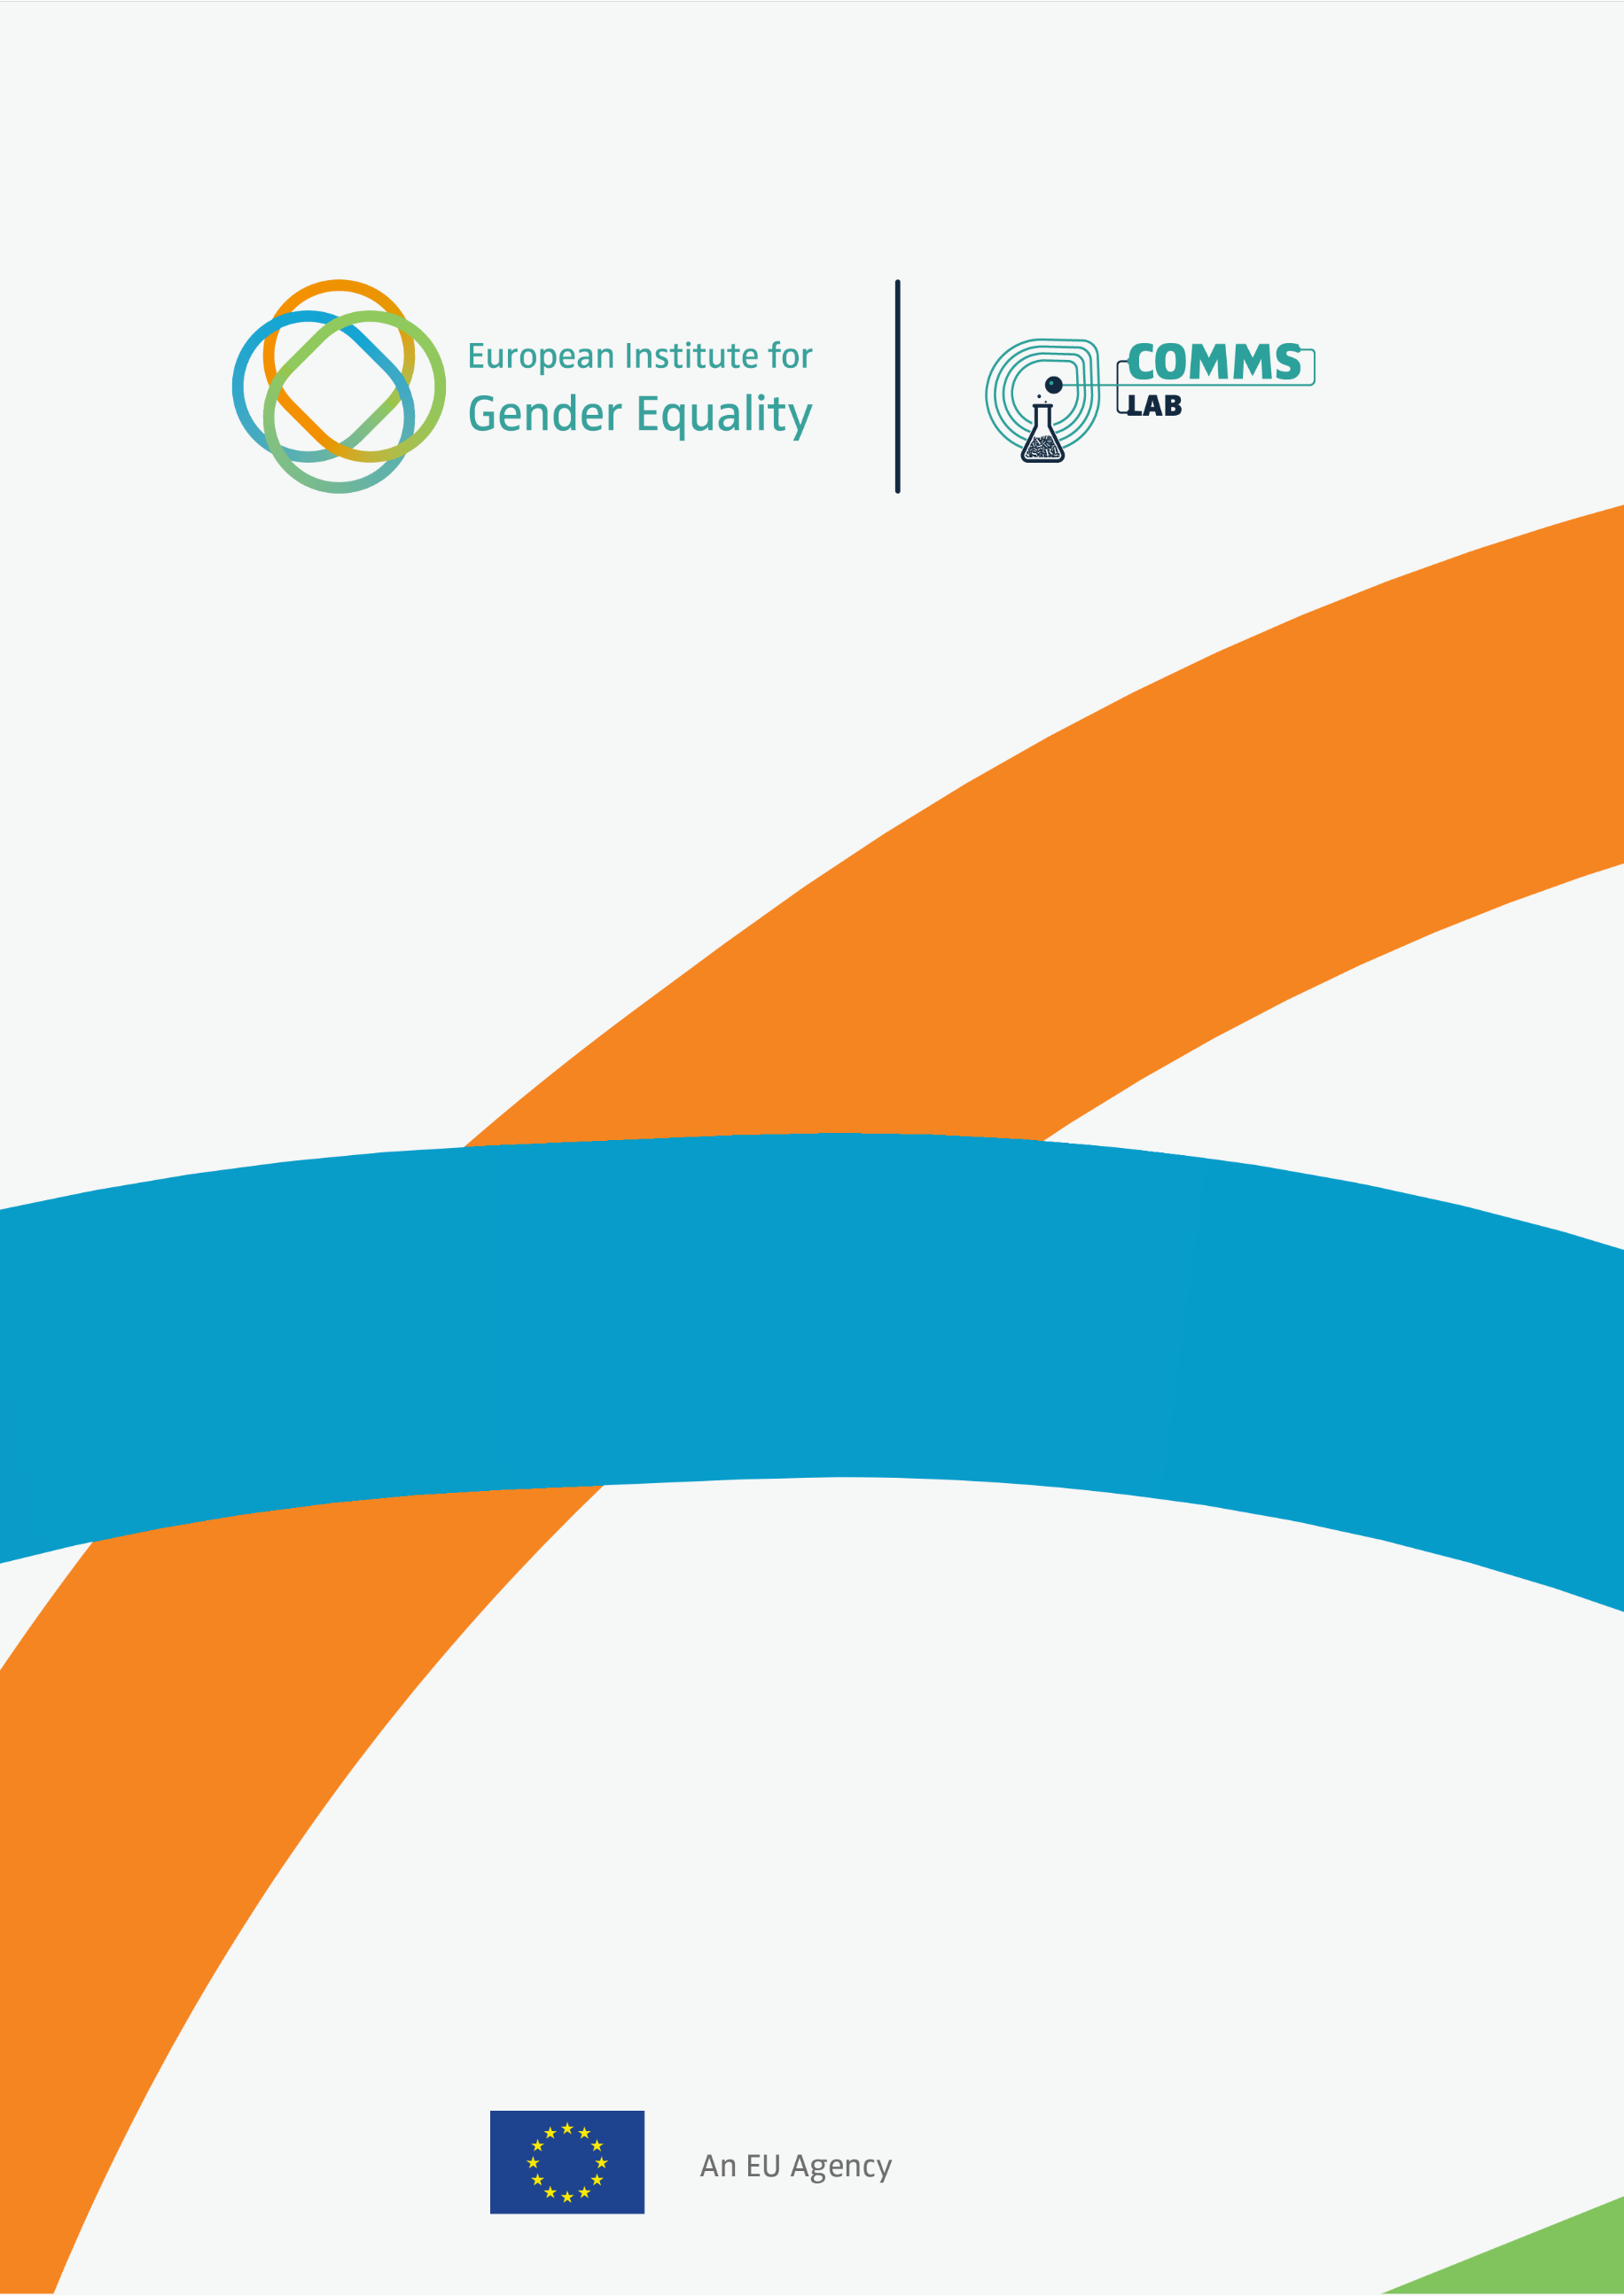 European Institute for
Gender Equality
COMMS
LAB
An EU Agency